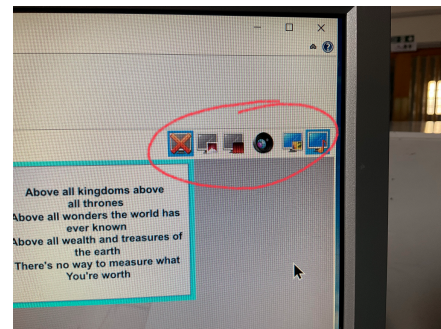 Above all kingdoms above
all thrones
Above all wonders the world has
ever known
Above all wealth and treasures of
the earth
There's no way to measure what
You're worth